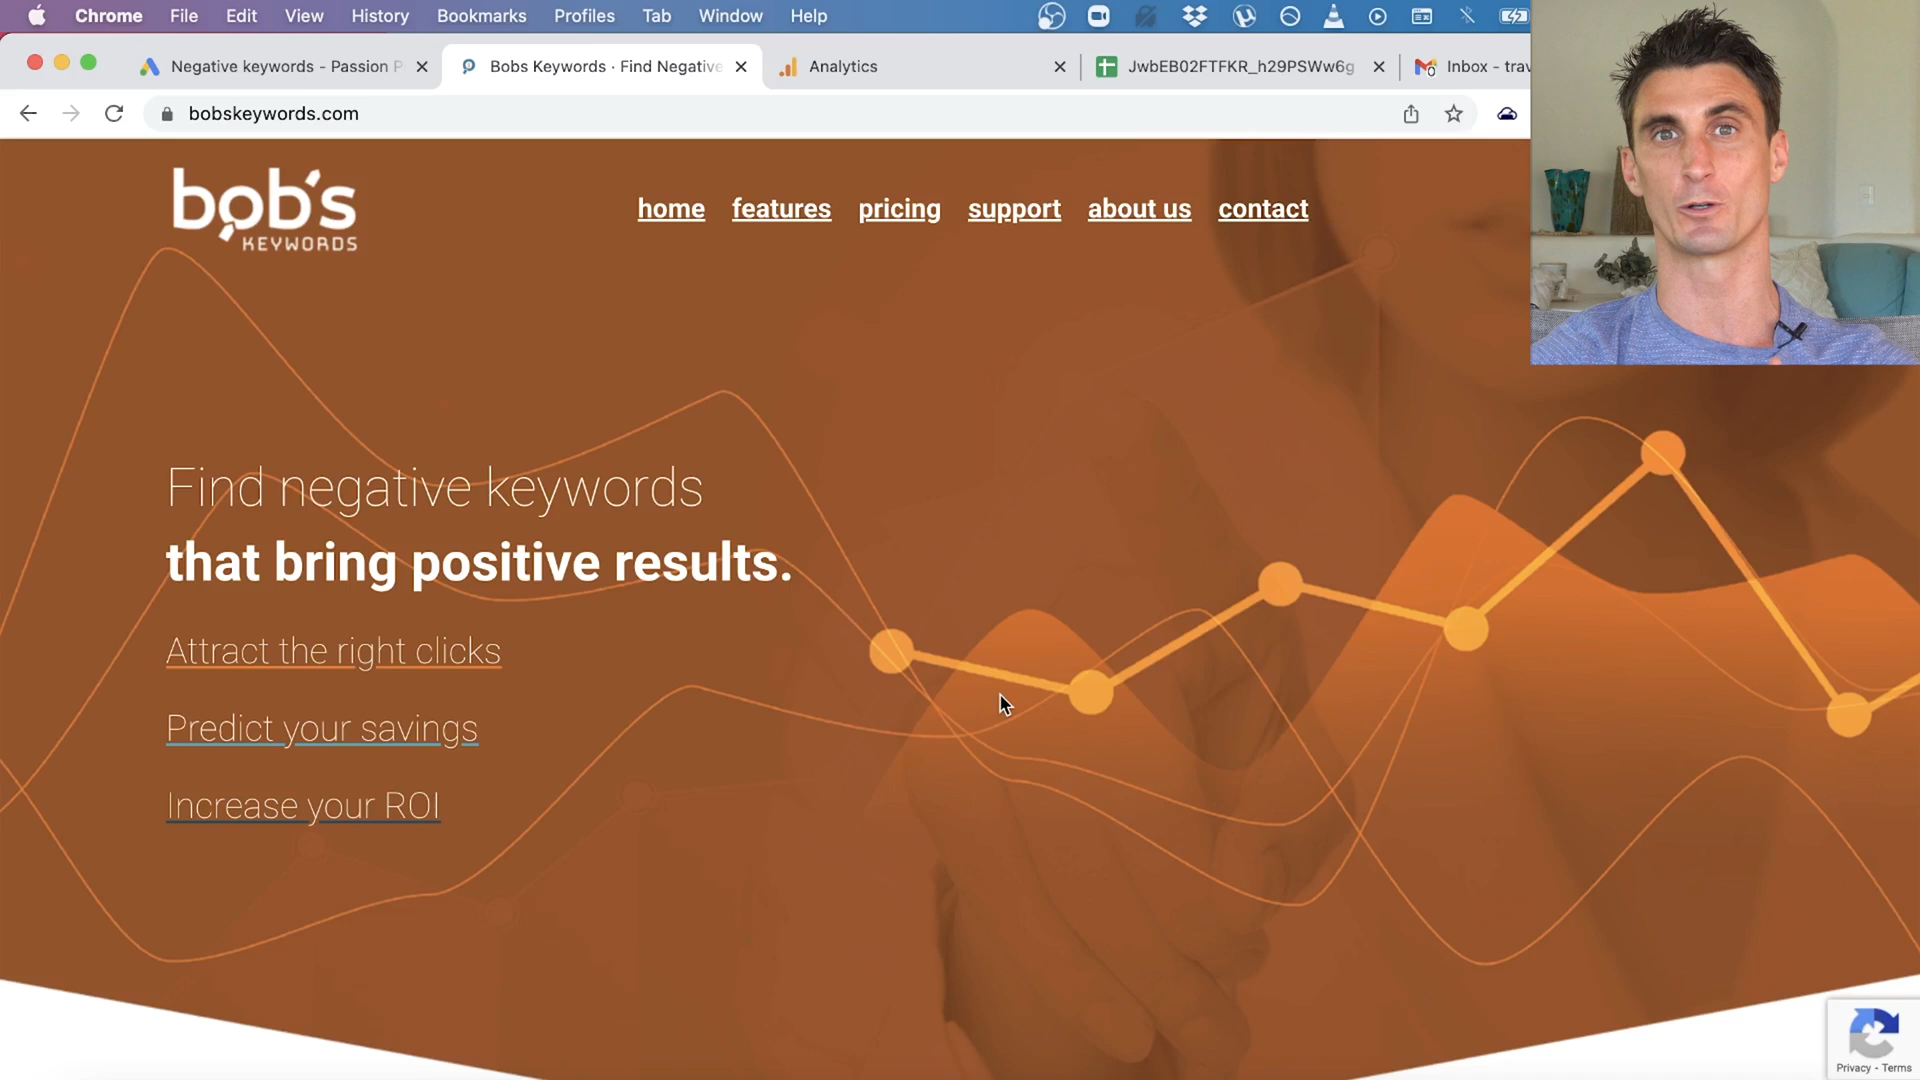 Chrome File Edit View History Bookmarks Profiles Tab Window Help
Negative keywords - Passion P
Bobs Keywords · Find Negative
Analytics
JwbEB02FTFKR_h29PSWw6g
Inbox - trav
bobskeywords.com
bob's
KEYWORDS
home features pricing support about us contact
Find negative keywords
that bring positive results.
Attract the right clicks
Predict your savings
Increase your ROI
Privacy - Terms